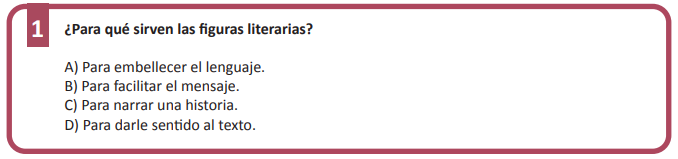 1 ¿Para qué sirven las figuras literarias?
A) Para embellecer el lenguaje.
B) Para facilitar el mensaje.
C) Para narrar una historia.
D) Para darle sentido al texto.